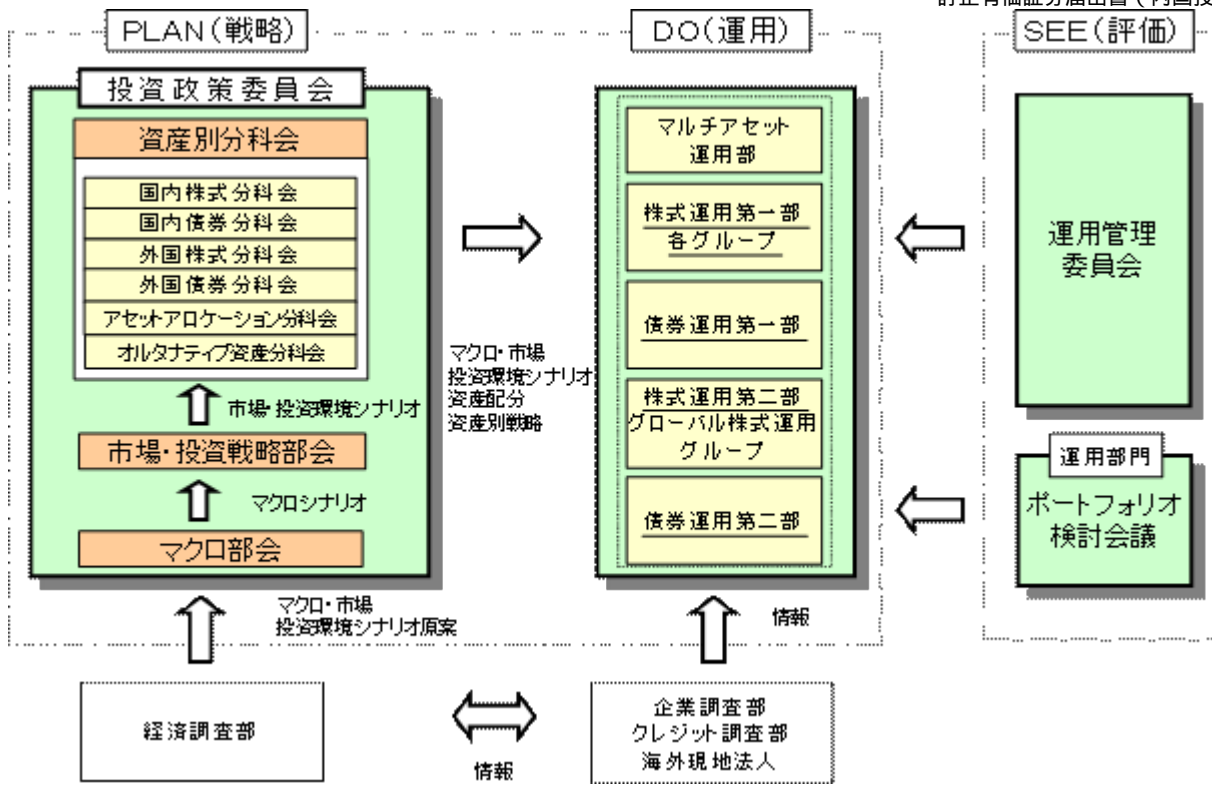 訂正有価証券届出書(内国投
PLAN(戦略)
DO(運用)
SEE(評価)
投資政策委員会
資産別分科会
国内株式分科会
国内債券分科会
外国株式分科会
外国債券分科会
アセットアロケーション分科会
オルタナティブ資産分科会
市場・投資環境シナリオ
市場・投資戦略部会
マクロシナリオ
マクロ部会
マクロ・市場
投資環境シナリオ
資産配分
資産別戦略
マルチアセット
運用部
株式運用第一部
各グループ
債券運用第一部
株式運用第二部
グローバル株式運用
グループ
債券運用第二部
運用管理
委員会
運用部門
ポートフォリオ
検討会議
マクロ・市場
投資環境シナリオ原案
情報
経済調査部
情報
企業調査部
クレジット調査部
海外現地法人